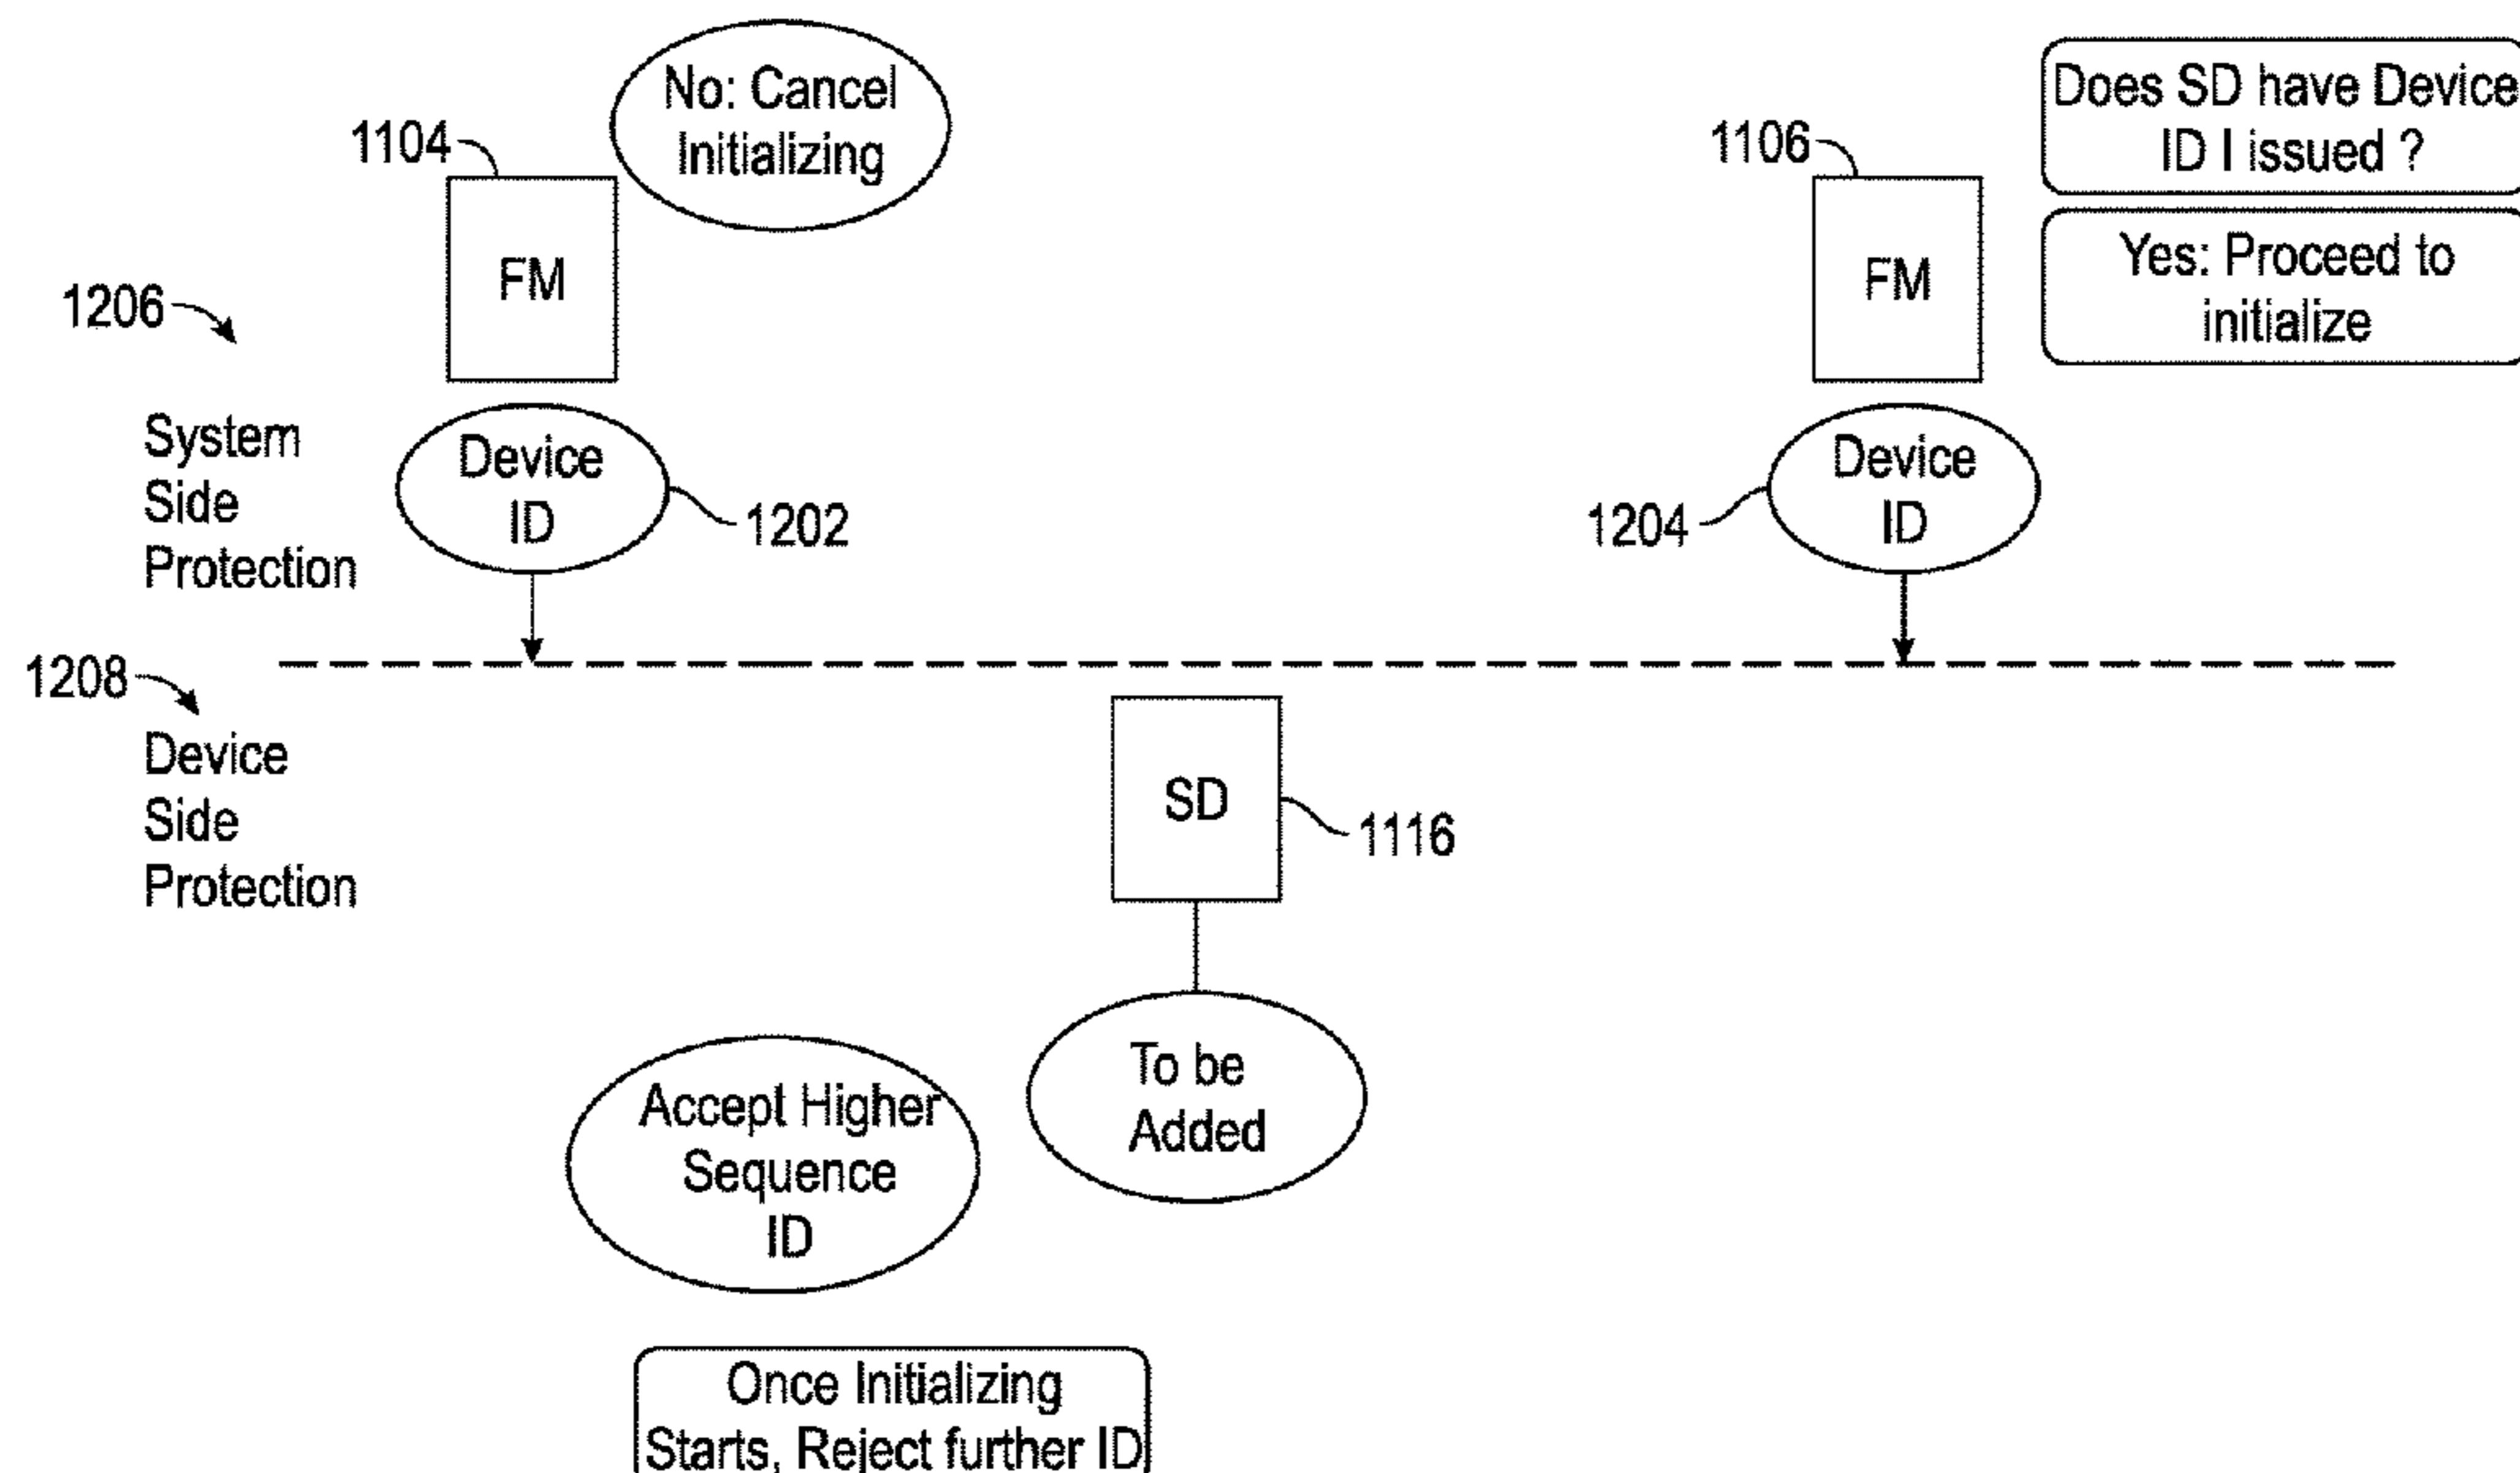 No: Cancel
Initializing
Does SD have Device
ID I issued ?
1104
1106
Yes: Proceed to
initialize
FM
FM
1206
System
Side
Protection
Device
ID
1202
1204
Device
ID
1208
Device
Side
Protection
SD
1116
To be
Added
Accept Higher
Sequence
ID
Once Initializing
Starts, Reject further ID